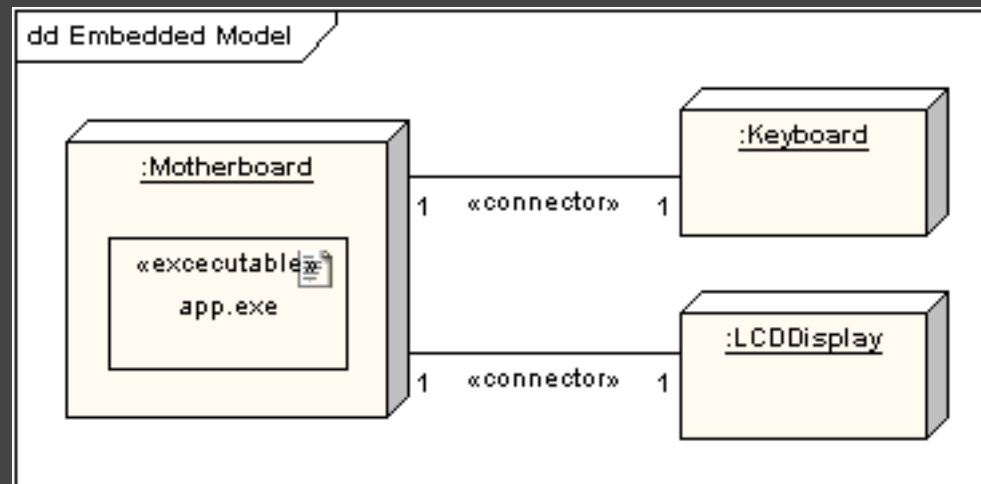 dd Embedded Model
:Motherboard
«excecutable»
app.exe
1 «connector» 1
:Keyboard
1 «connector» 1
:LCDDisplay